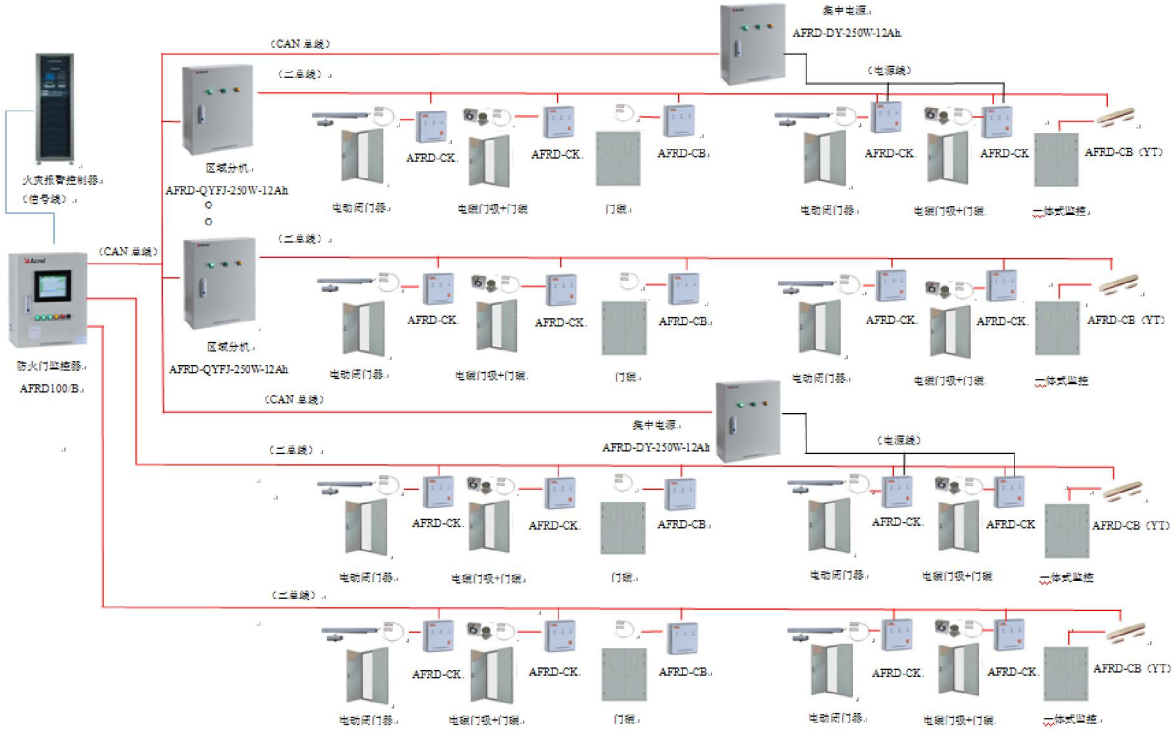 集中电源
AFRD-DY-250W-12Ah
（CAN 总线）
（二总线）
（电源线）
Acrel
AFRD-CK
AFRD-CK
AFRD-CB
AFRD-CK
AFRD-CK
AFRD-CB（YT）
火灾报警控制器
（信号线）
区域分机
AFRD-QYFJ-250W-12Ah
电动闭门器
电磁门吸+门磁
门磁
电动闭门器
电磁门吸+门磁
一体式监控
（CAN 总线）
（二总线）
Acrel
AFRD-CK
AFRD-CK
AFRD-CB
AFRD-CK
AFRD-CK
AFRD-CB（YT）
防火门监控器
AFRD100/B
区域分机
AFRD-QYFJ-250W-12Ah
电动闭门器
电磁门吸+门磁
门磁
电动闭门器
电磁门吸+门磁
一体式监控
（CAN 总线）
集中电源
AFRD-DY-250W-12Ah
（二总线）
（电源线）
AFRD-CK
AFRD-CK
AFRD-CB
AFRD-CK
AFRD-CK
AFRD-CB（YT）
电动闭门器
电磁门吸+门磁
门磁
电动闭门器
电磁门吸+门磁
一体式监控
（二总线）
AFRD-CK
AFRD-CK
AFRD-CB
AFRD-CK
AFRD-CK
AFRD-CB（YT）
电动闭门器
电磁门吸+门磁
门磁
电动闭门器
电磁门吸+门磁
一体式监控